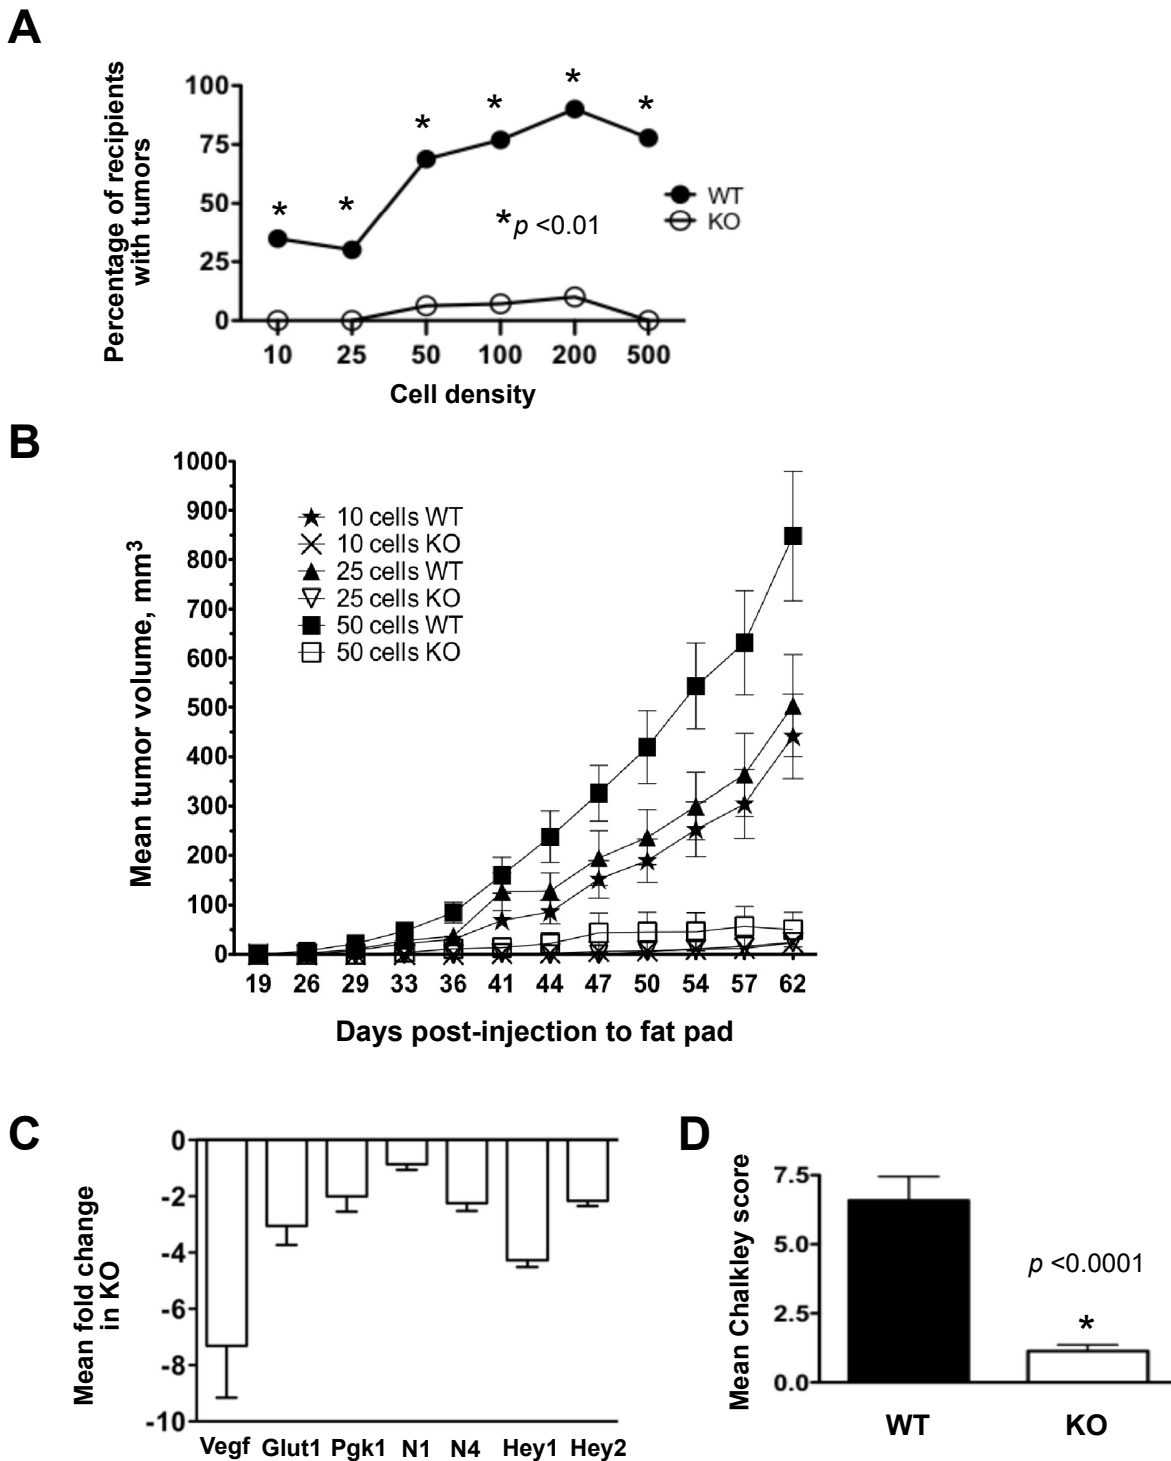 A
Percentage of recipients
with tumors
100
75
50
25
0
* * * * * *
*p <0.01
WT
KO
10 25 50 100 200 500
Cell density
B
Mean tumor volume, mm3
1000
900
800
700
600
500
400
300
200
100
0
10 cells WT
10 cells KO
25 cells WT
25 cells KO
50 cells WT
50 cells KO
19 26 29 33 36 41 44 47 50 54 57 62
Days post-injection to fat pad
C
Mean fold change
in KO
0
-2
-4
-6
-8
-10
Vegf Glut1 Pgk1 N1 N4 Hey1 Hey2
D
Mean Chalkley score
7.5
5.0
2.5
0.0
p <0.0001
*
WT KO